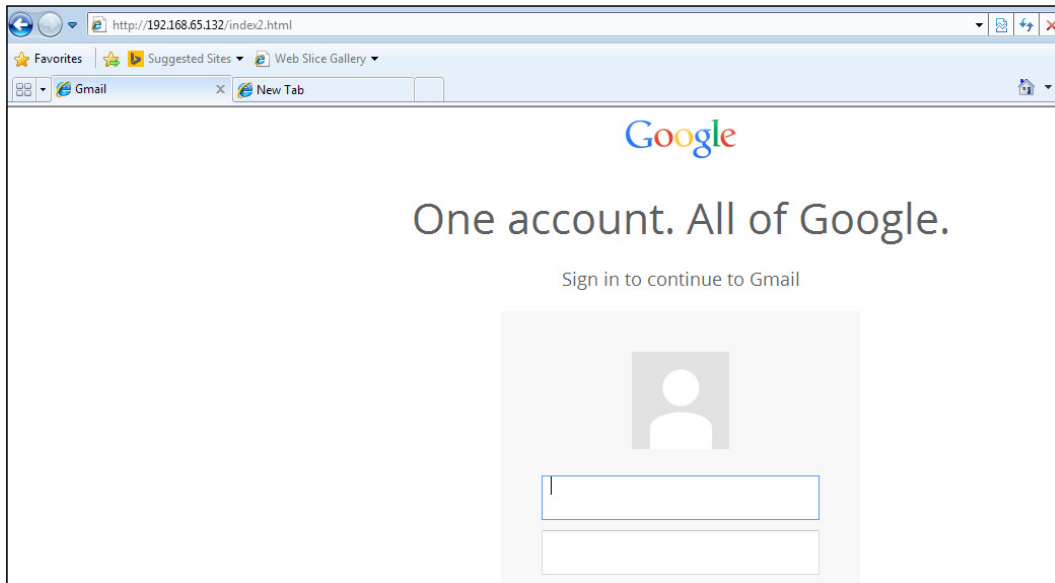 http://192.168.65.132/index2.html
Favorites Suggested Sites Web Slice Gallery
Gmail X New Tab
Google
One account. All of Google.
Sign in to continue to Gmail